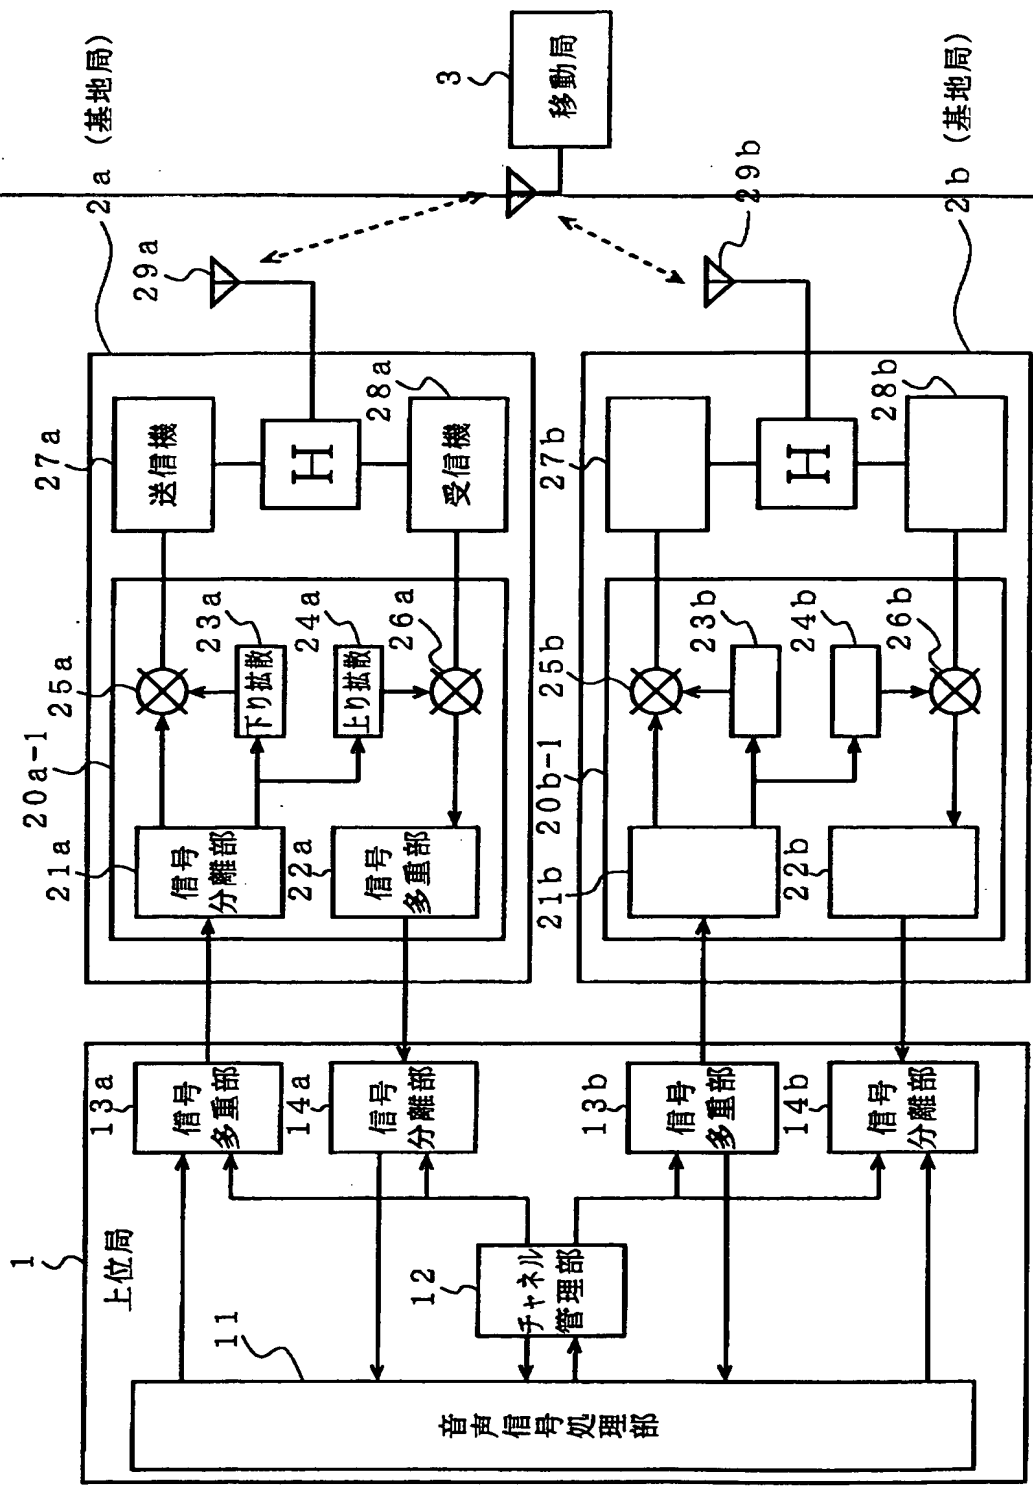 1
上位局
11
音声信号処理部
12
チャネル
管理部
13a
信号
多重部
14a
信号
分離部
13b
信号
多重部
14b
信号
分離部
2a (基地局)
20a-1
21a
信号
分離部
22a
信号
多重部
23a
下り拡散
24a
上り拡散
25a
26a
27a
送信機
28a
受信機
H
29a
2b (基地局)
20b-1
21b
22b
23b
24b
25b
26b
27b
28b
H
29b
3
移動局